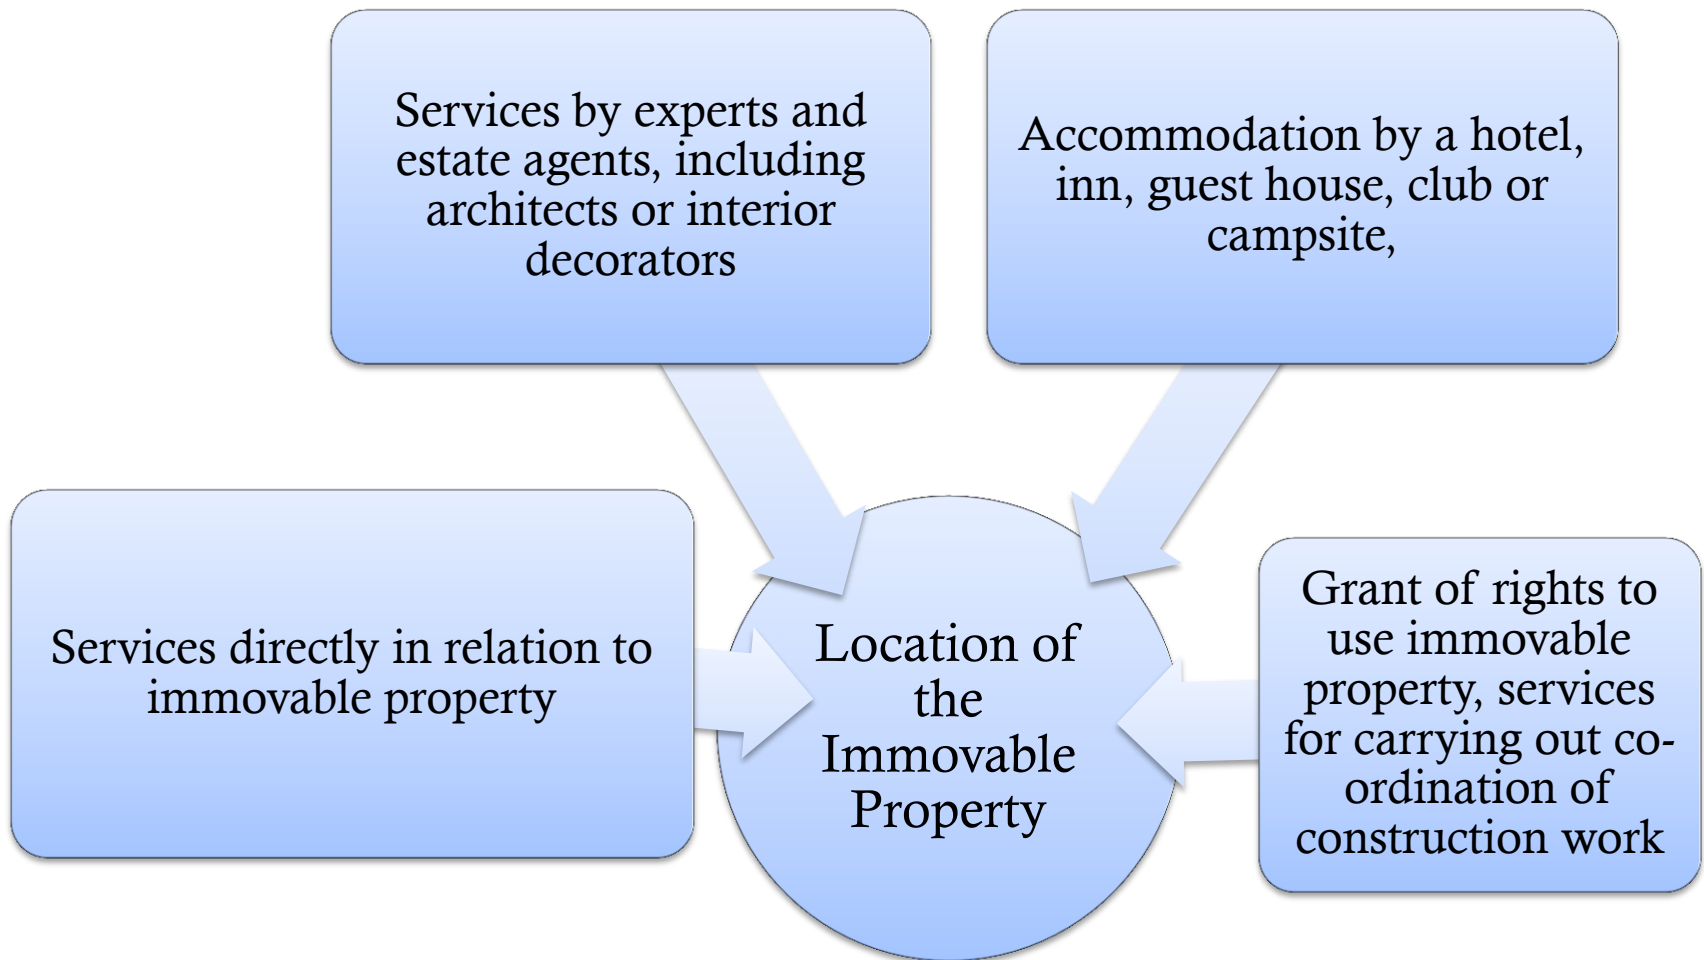 Services by experts and
estate agents, including
architects or interior
decorators
Accommodation by a hotel,
inn, guest house, club or
campsite,
Services directly in relation to
immovable property
Location of
the
Immovable
Property
Grant of rights to
use immovable
property, services
for carrying out co-
ordination of
construction work